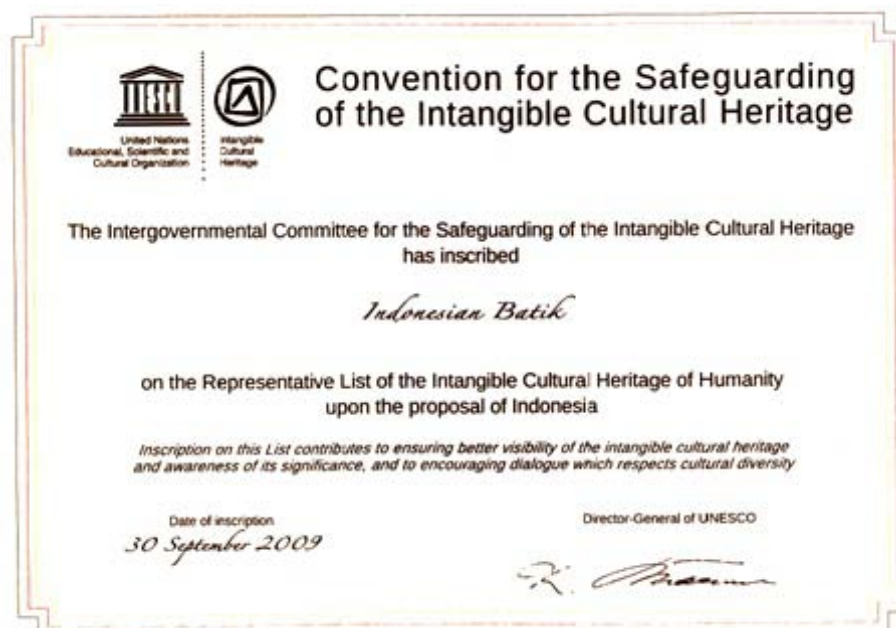 Convention for the Safeguarding
of the Intangible Cultural Heritage
United Nations
Educational, Scientific and
Cultural Organization
Intangible
Cultural
Heritage
The Intergovernmental Committee for the Safeguarding of the Intangible Cultural Heritage
has inscribed
Indonesian Batik
on the Representative List of the Intangible Cultural Heritage of Humanity
upon the proposal of Indonesia
Inscription on this List contributes to ensuring better visibility of the intangible cultural heritage
and awareness of its significance, and to encouraging dialogue which respects cultural diversity
Date of inscription
30 September 2009
Director-General of UNESCO